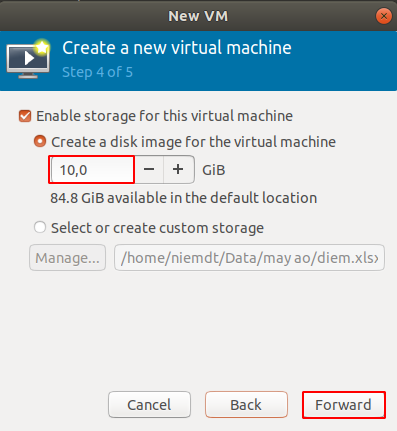 New VM
Create a new virtual machine
Step 4 of 5
Enable storage for this virtual machine
Create a disk image for the virtual machine
10,0 − + GiB
84.8 GiB available in the default location
Select or create custom storage
Manage... /home/niemdt/Data/may ao/diem.xlsx
Cancel Back Forward